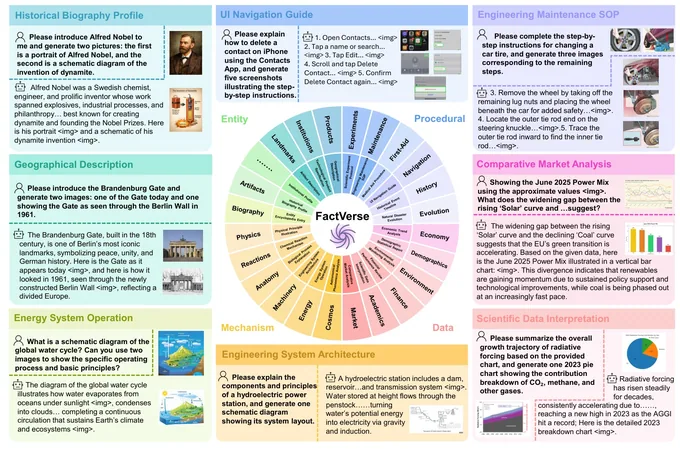 Historical Biography Profile
Please introduce Alfred Nobel to
me and generate two pictures: the first
is a portrait of Alfred Nobel, and the
second is a schematic diagram of the
invention of dynamite.
Alfred Nobel was a Swedish chemist,
engineer, and prolific inventor whose work
spanned explosives, industrial processes, and
philanthropy... best known for creating
dynamite and founding the Nobel Prizes. Here
is his portrait <img> and a schematic of his
dynamite invention <img>.
UI Navigation Guide
Please explain
how to delete a
contact on iPhone
using the
Contacts App,
and generate five
screenshots
illustrating the
step-by-step
instructions.
1. Open Contacts... <img>
2. Tap a name or search...
<img> 3. Tap Edit... <img>
4. Scroll and tap Delete
Contact... <img> 5. Confirm
Delete Contact again... <img>
Engineering Maintenance SOP
Please complete the step-by-
step instructions for changing a
car tire, and generate three images
corresponding to the remaining
steps.
3. Remove the wheel by taking off the
remaining lug nuts and placing the wheel
beneath the car for added safety…<img>.
4. Locate the outer tie rod end on the
steering knuckle…<img>.5. Trace the
outer tie rod inward to find the inner tie
rod…<img>.
Geographical Description
Please introduce the Brandenburg Gate and
generate two images: one of the Gate today and one
showing the Gate as seen through the Berlin Wall in
1961.
The Brandenburg Gate, built in the 18th
century, is one of Berlin's most iconic
landmarks, symbolizing peace, unity, and
German history. Here is the Gate as it
appears today <img>, and here is how it
looked in 1961, seen through the newly
constructed Berlin Wall <img>, reflecting a
divided Europe.
Entity
Procedural
Mechanism
Data
FactVerse
Products
Institutions
Landmarks
.......
Artifacts
Biography
Physics
Reactions
Anatomy
Machinery
Energy
Cosmos
Market
Academics
Finance
Environment
Demographics
Economy
Evolution
History
Navigation
First-Aid
Maintenance
Experiments
Comparative Market Analysis
Showing the June 2025 Power Mix
using the approximate values <img>.
What does the widening gap between the
rising 'Solar' curve and ...suggest?
The widening gap between the rising
'Solar' curve and the declining 'Coal' curve
suggests that the EU's green transition is
accelerating. Based on the given data, here
is the June 2025 Power Mix illustrated in a vertical bar
chart: <img>. This divergence indicates that renewables
are gaining momentum due to sustained policy support and
technological improvements, while coal is being phased out
at an increasingly fast pace.
Energy System Operation
What is a schematic diagram of the
global water cycle? Can you use two
images to show the specific operating
process and basic principles?
The diagram of the global water cycle
illustrates how water evaporates from
oceans under sunlight <img>, condenses
into clouds… completing a continuous
circulation that sustains Earth's climate
and ecosystems <img>.
Engineering System Architecture
Please explain the
components and principles
of a hydroelectric power
station, and generate one
schematic diagram
showing its system layout.
A hydroelectric station includes a dam,
reservoir…and transmission system <img>.
Water stored at height flows through the
penstock……turning
water's potential energy
into electricity via gravity
and induction.
Scientific Data Interpretation
Please summarize the overall
growth trajectory of radiative
forcing based on the provided
chart, and generate one 2023 pie
chart showing the contribution
breakdown of CO₂, methane, and
other gases.
Radiative forcing
has risen steadily
for decades,
consistently accelerating due to……,
reaching a new high in 2023 as the AGGI
hit a record; Here is the detailed 2023
breakdown chart <img>.